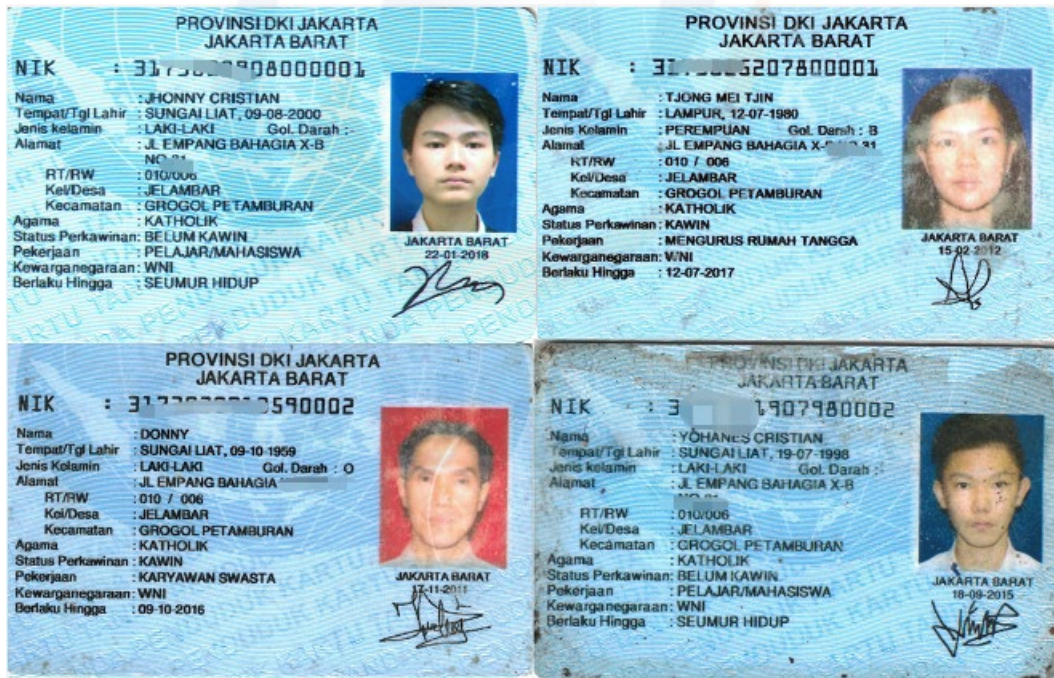 PROVINSI DKI JAKARTA
JAKARTA BARAT
NIK :
Nama : JHONNY CRISTIAN
Tempat/Tgl Lahir : SUNGAI LIAT, 09-08-2000
Jenis kelamin : LAKI-LAKI Gol. Darah : -
Alamat : JL EMPANG BAHAGIA X-B
RT/RW : 010/006
Kel/Desa : JELAMBAR
Kecamatan : GROGOL PETAMBURAN
Agama : KATHOLIK
Status Perkawinan: BELUM KAWIN
Pekerjaan : PELAJAR/MAHASISWA
Kewarganegaraan: WNI
Berlaku Hingga : SEUMUR HIDUP
JAKARTA BARAT
22-01-2018
PROVINSI DKI JAKARTA
JAKARTA BARAT
NIK :
Nama : TJONG MEI TJIN
Tempat/Tgl Lahir : LAMPUR, 12-07-1980
Jenis Kelamin : PEREMPUAN Gol. Darah : B
Alamat : JL EMPANG BAHAGIA
RT/RW : 010 / 006
Kel/Desa : JELAMBAR
Kecamatan : GROGOL PETAMBURAN
Agama : KATHOLIK
Status Perkawinan: KAWIN
Pekerjaan : MENGURUS RUMAH TANGGA
Kewarganegaraan: WNI
Berlaku Hingga : 12-07-2017
JAKARTA BARAT
15-02-2012
PROVINSI DKI JAKARTA
JAKARTA BARAT
NIK :
Nama : DONNY
Tempat/Tgl Lahir : SUNGAI LIAT, 09-10-1959
Jenis Kelamin : LAKI-LAKI Gol. Darah : O
Alamat : JL EMPANG BAHAGIA
RT/RW : 010 / 006
Kel/Desa : JELAMBAR
Kecamatan : GROGOL PETAMBURAN
Agama : KATHOLIK
Status Perkawinan : KAWIN
Pekerjaan : KARYAWAN SWASTA
Kewarganegaraan: WNI
Berlaku Hingga : 09-10-2016
JAKARTA BARAT
17-11-2011
PROVINSI DKI JAKARTA
JAKARTA BARAT
NIK :
Nama : YOHANES CRISTIAN
Tempat/Tgl Lahir : SUNGAI LIAT, 19-07-1998
Jenis kelamin : LAKI-LAKI Gol. Darah : -
Alamat : JL EMPANG BAHAGIA X-B
RT/RW : 010/006
Kel/Desa : JELAMBAR
Kecamatan : GROGOL PETAMBURAN
Agama : KATHOLIK
Status Perkawinan: BELUM KAWIN
Pekerjaan : PELAJAR/MAHASISWA
Kewarganegaraan: WNI
Berlaku Hingga : SEUMUR HIDUP
JAKARTA BARAT
18-09-2015